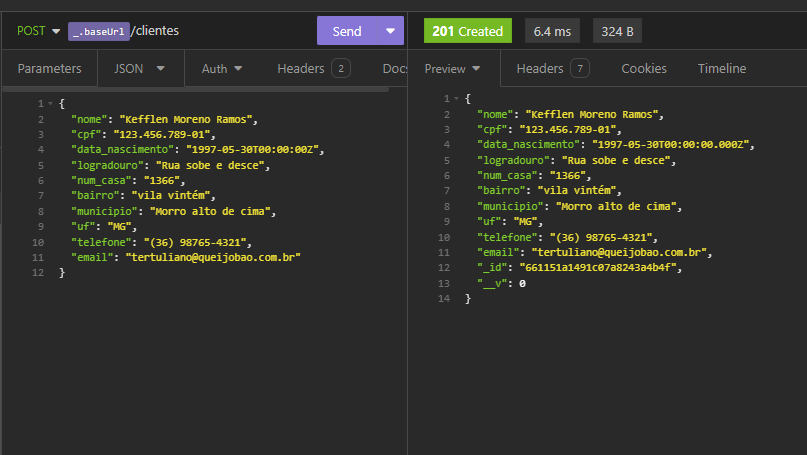 POST _.baseUrl /clientes Send
Parameters JSON Auth Headers 2 Docs
1 {
2 "nome": "Kefflen Moreno Ramos",
3 "cpf": "123.456.789-01",
4 "data_nascimento": "1997-05-30T00:00:00Z",
5 "logradouro": "Rua sobe e desce",
6 "num_casa": "1366",
7 "bairro": "vila vintém",
8 "municipio": "Morro alto de cima",
9 "uf": "MG",
10 "telefone": "(36) 98765-4321",
11 "email": "tertuliano@queijobao.com.br"
12 }
201 Created 6.4 ms 324 B
Preview Headers 7 Cookies Timeline
1 {
2 "nome": "Kefflen Moreno Ramos",
3 "cpf": "123.456.789-01",
4 "data_nascimento": "1997-05-30T00:00:00.000Z",
5 "logradouro": "Rua sobe e desce",
6 "num_casa": "1366",
7 "bairro": "vila vintém",
8 "municipio": "Morro alto de cima",
9 "uf": "MG",
10 "telefone": "(36) 98765-4321",
11 "email": "tertuliano@queijobao.com.br",
12 "_id": "661151a1491c07a8243a4b4f",
13 "__v": 0
14 }